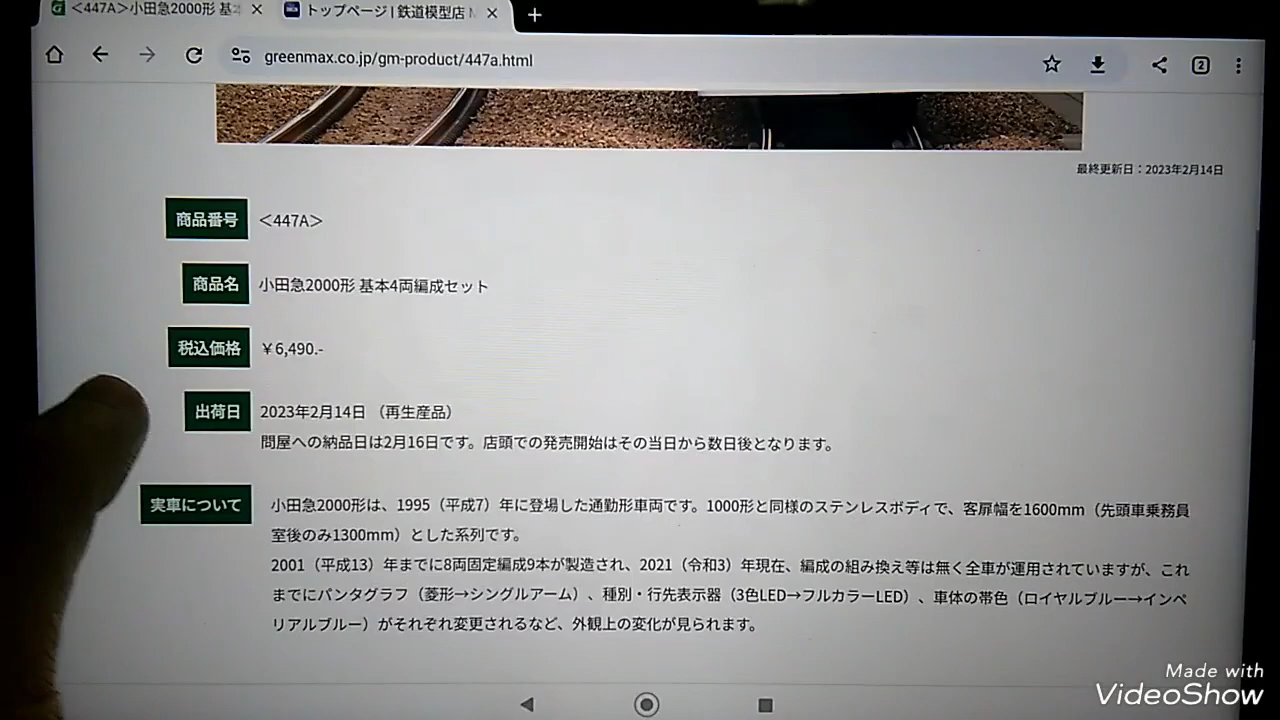 <447A>小田急2000形 基本
トップページ | 鉄道模型店
greenmax.co.jp/gm-product/447a.html
2
最終更新日：2023年2月14日
商品番号 <447A>
商品名 小田急2000形 基本4両編成セット
税込価格 ￥6,490.-
出荷日 2023年2月14日 （再生産品）
問屋への納品日は2月16日です。店頭での発売開始はその当日から数日後となります。
実車について 小田急2000形は、1995（平成7）年に登場した通勤形車両です。1000形と同様のステンレスボディで、客扉幅を1600mm（先頭車乗務員
室後のみ1300mm）とした系列です。
2001（平成13）年までに8両固定編成9本が製造され、2021（令和3）年現在、編成の組み換え等は無く全車が運用されていますが、これ
までにパンタグラフ（菱形→シングルアーム）、種別・行先表示器（3色LED→フルカラーLED）、車体の帯色（ロイヤルブルー→インペ
リアルブルー）がそれぞれ変更されるなど、外観上の変化が見られます。
Made with
VideoShow